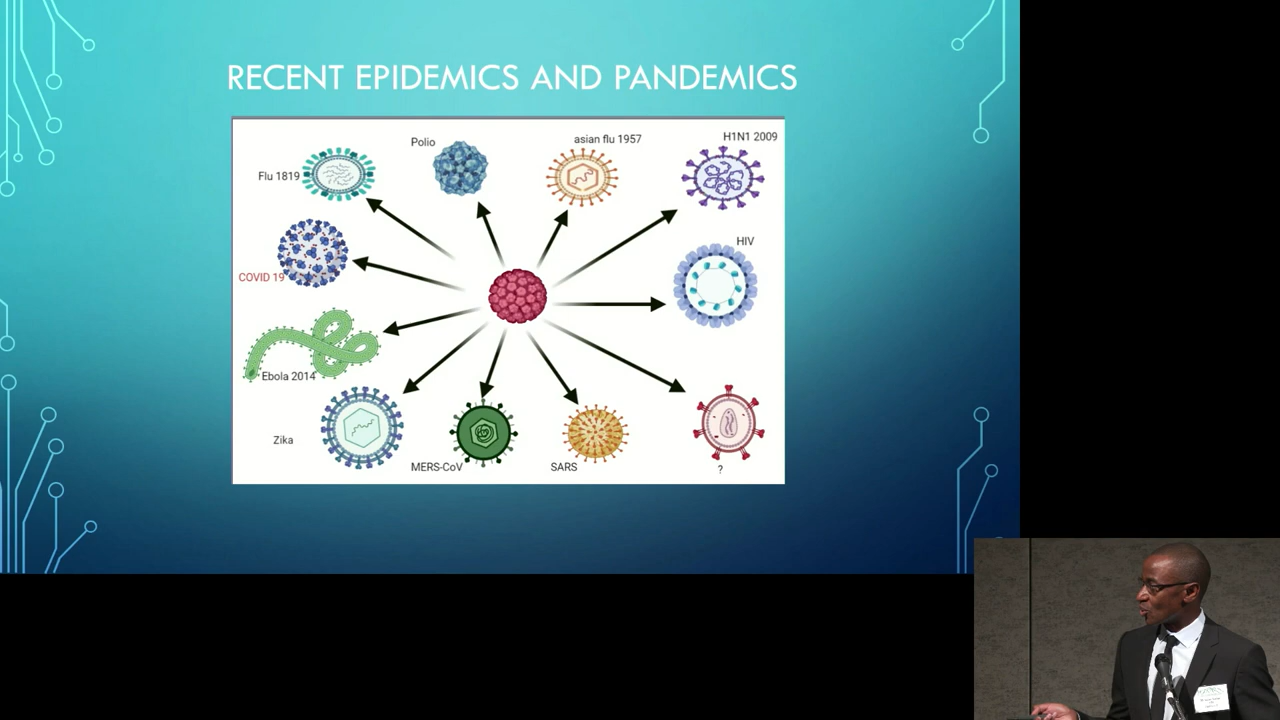 RECENT EPIDEMICS AND PANDEMICS
Polio
asian flu 1957
H1N1 2009
Flu 1819
HIV
COVID 19
Ebola 2014
Zika
MERS-CoV
SARS
?